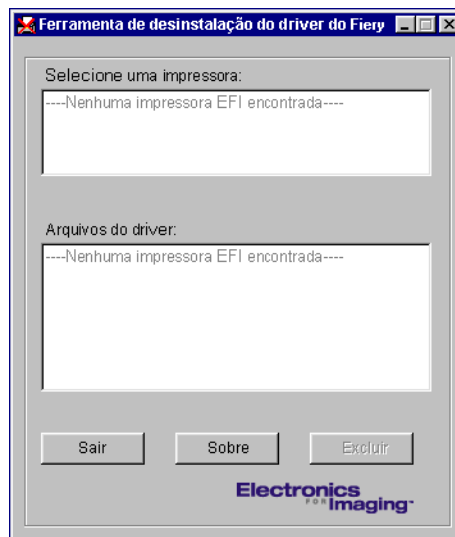 Ferramenta de desinstalação do driver do Fiery
Selecione uma impressora:
----Nenhuma impressora EFI encontrada----
Arquivos do driver:
----Nenhuma impressora EFI encontrada----
Sair Sobre Excluir
Electronics
FOR Imaging™